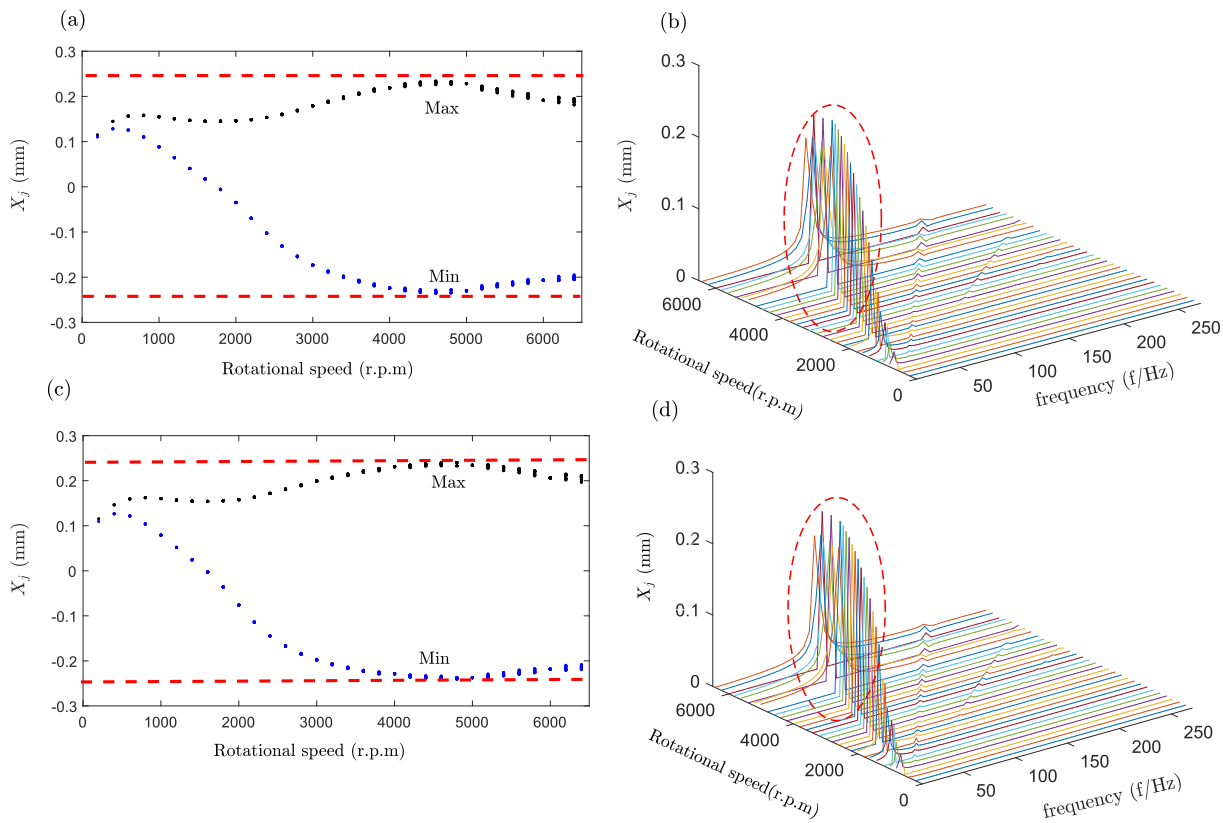 (a)
0.3
0.2
0.1
0
-0.1
-0.2
-0.3
X_j (mm)
Max
Min
0 1000 2000 3000 4000 5000 6000
Rotational speed (r.p.m)
(b)
0.3
0.2
0.1
0
X_j (mm)
6000
4000
2000
0
Rotational speed(r.p.m)
50 100 150 200 250
frequency (f/Hz)
(c)
0.3
0.2
0.1
0
-0.1
-0.2
-0.3
X_j (mm)
Max
Min
0 1000 2000 3000 4000 5000 6000
Rotational speed (r.p.m)
(d)
0.3
0.2
0.1
0
X_j (mm)
6000
4000
2000
0
Rotational speed(r.p.m)
50 100 150 200 250
frequency (f/Hz)